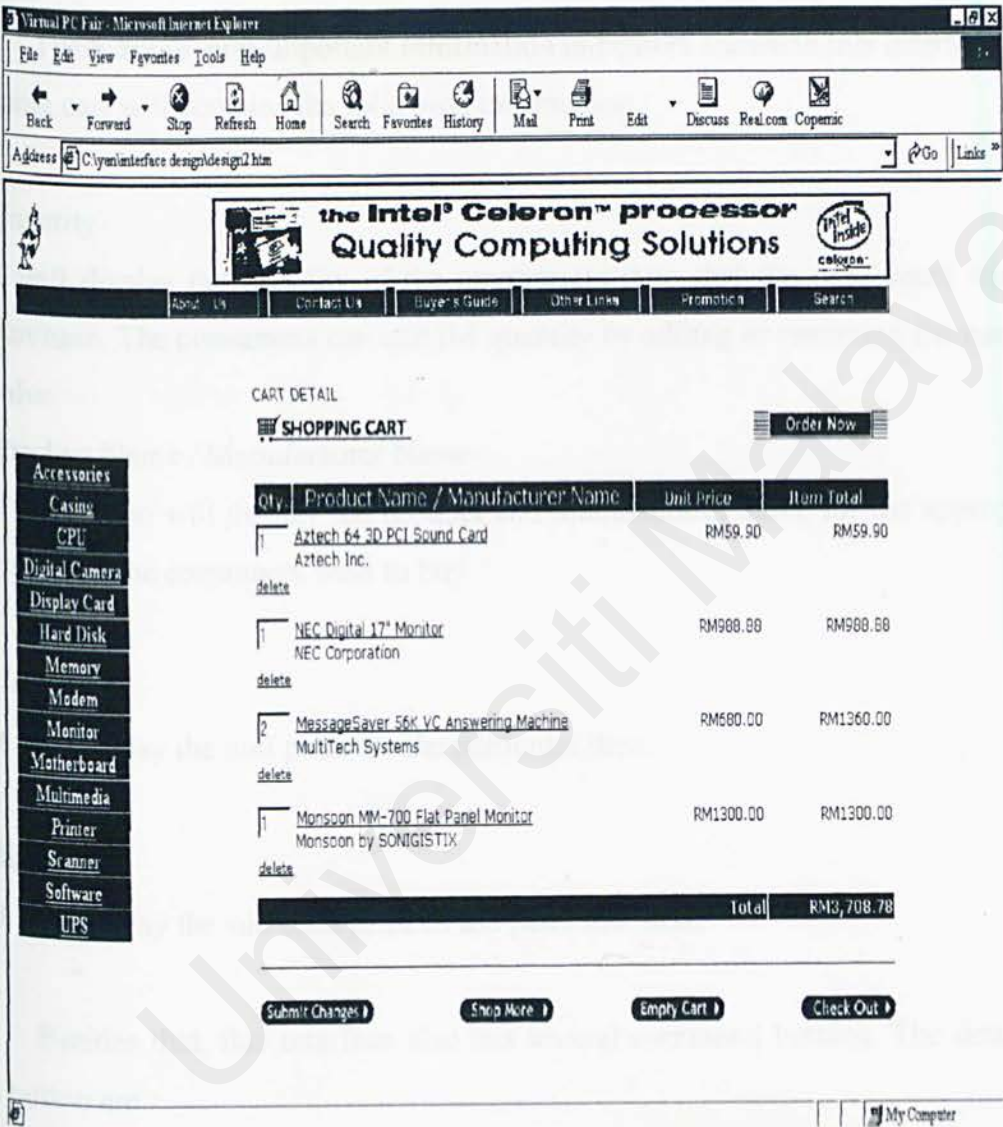 Virtual PC Fair - Microsoft Internet Explorer
File Edit View Favorites Tools Help
Back Forward Stop Refresh Home Search Favorites History Mail Print Edit Discuss Real.com Copernic
Address C:\yen\interface design\design2.htm Go Links »
the Intel® Celeron™ processor
Quality Computing Solutions
intel inside celeron™
About Us Contact Us Buyer's Guide Other Links Promotion Search
CART DETAIL
SHOPPING CART Order Now
Accessories
Casing
CPU
Digital Camera
Display Card
Hard Disk
Memory
Modem
Monitor
Motherboard
Multimedia
Printer
Scanner
Software
UPS
Qty. Product Name / Manufacturer Name Unit Price Item Total
1 Aztech 64 3D PCI Sound Card RM59.90 RM59.90
Aztech Inc.
delete
1 NEC Digital 17" Monitor RM988.88 RM988.88
NEC Corporation
delete
2 MessageSaver 56K VC Answering Machine RM680.00 RM1360.00
MultiTech Systems
delete
1 Monsoon MM-700 Flat Panel Monitor RM1300.00 RM1300.00
Monsoon by SONIGISTIX
delete
Total RM3,708.78
Submit Changes Shop More Empty Cart Check Out
My Computer
Universiti Malaya